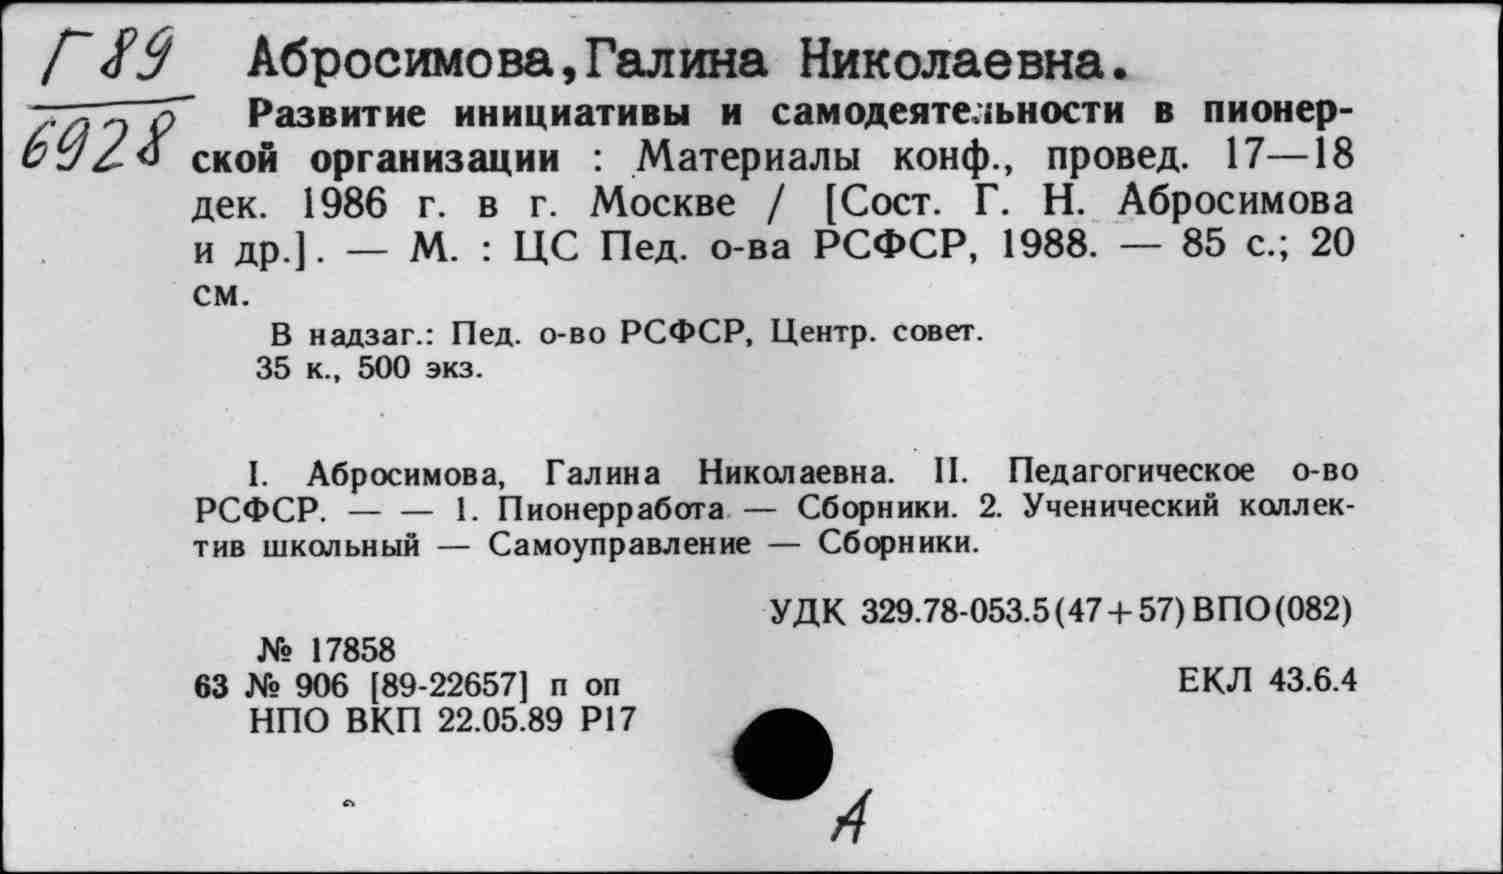 Г89
6928
Абросимова,Галина Николаевна.
Развитие инициативы и самодеятельности в пионер-
ской организации : Материалы конф., провед. 17—18
дек. 1986 г. в г. Москве / [Сост. Г. Н. Абросимова
и др.]. — М. : ЦС Пед. о-ва РСФСР, 1988. — 85 с.; 20
см.
В надзаг.: Пед. о-во РСФСР, Центр. совет.
35 к., 500 экз.
I. Абросимова, Галина Николаевна. II. Педагогическое о-во
РСФСР. — — 1. Пионерработа — Сборники. 2. Ученический коллек-
тив школьный — Самоуправление — Сборники.
УДК 329.78-053.5(47+57)ВПО(082)
№ 17858
63 № 906 [89-22657] п оп
ЕКЛ 43.6.4
НПО ВКП 22.05.89 Р17
А